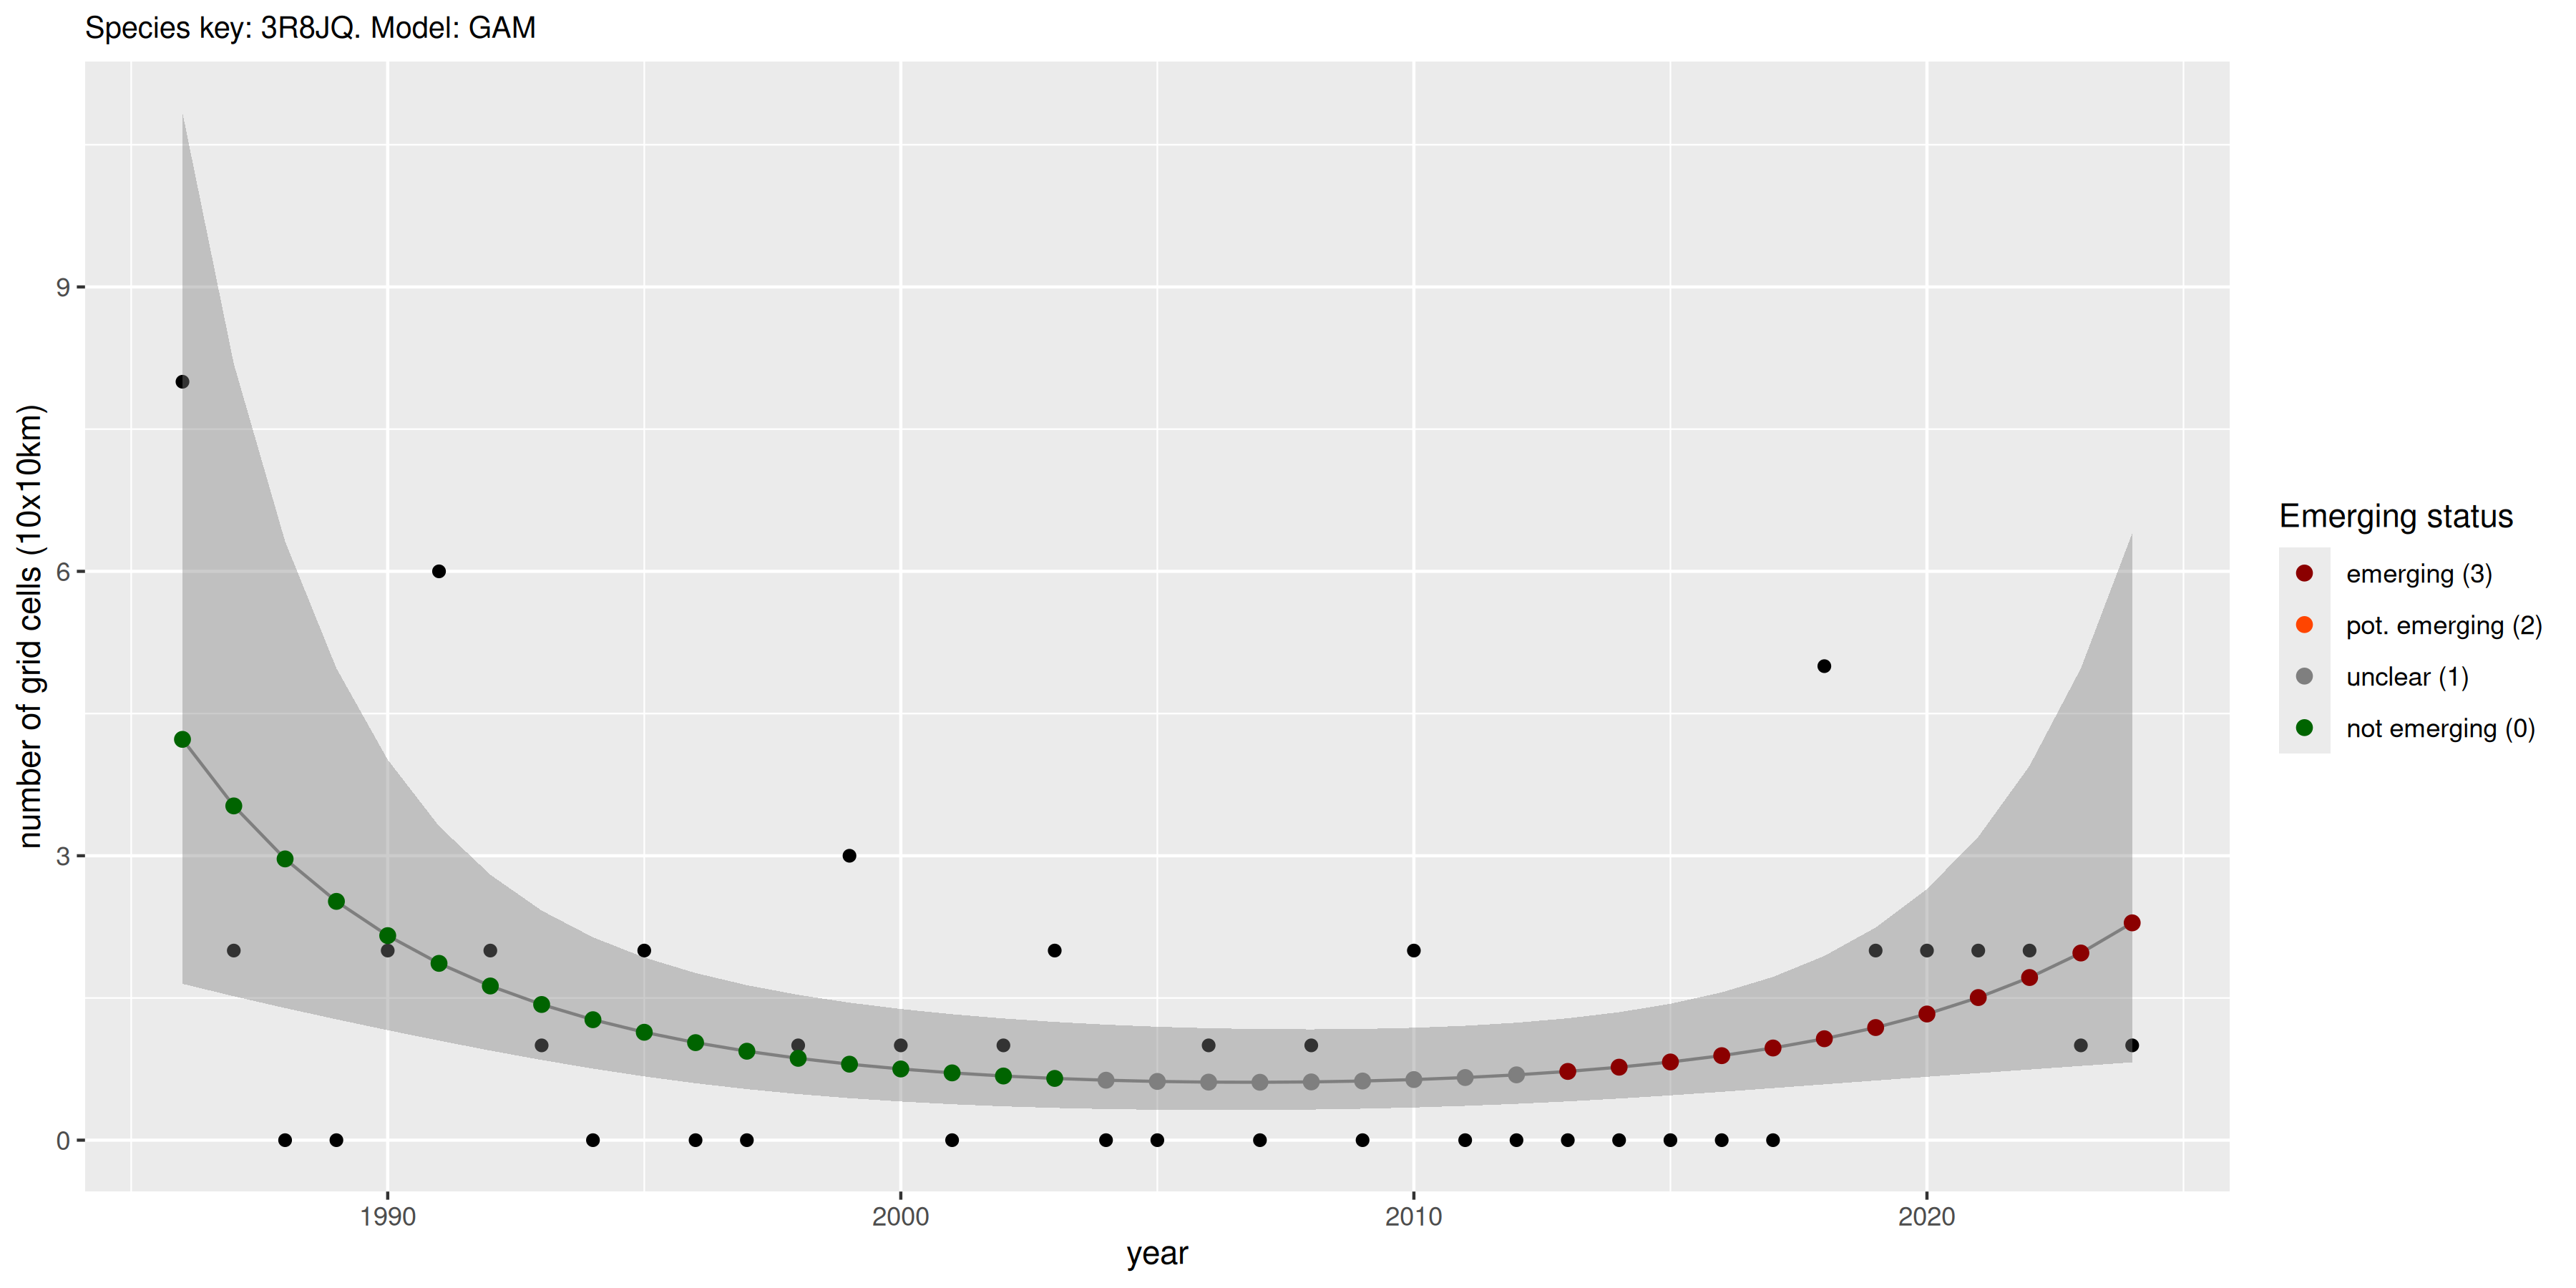 Species key: 3R8JQ. Model: GAM
number of grid cells (10x10km)
9
6
3
0
1990
2000
2010
2020
year
Emerging status
emerging (3)
pot. emerging (2)
unclear (1)
not emerging (0)